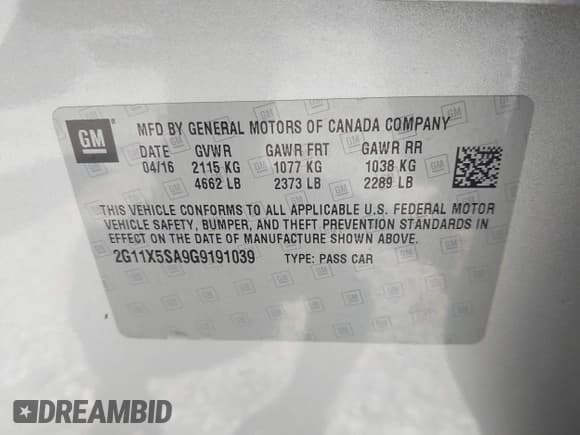 GM
MFD BY GENERAL MOTORS OF CANADA COMPANY
DATE GVWR GAWR FRT GAWR RR
04/16 2115 KG 1077 KG 1038 KG
4662 LB 2373 LB 2289 LB
THIS VEHICLE CONFORMS TO ALL APPLICABLE U.S. FEDERAL MOTOR
VEHICLE SAFETY, BUMPER, AND THEFT PREVENTION STANDARDS IN
EFFECT ON THE DATE OF MANUFACTURE SHOWN ABOVE.
2G11X5SA9G9191039 TYPE: PASS CAR
DREAMBID